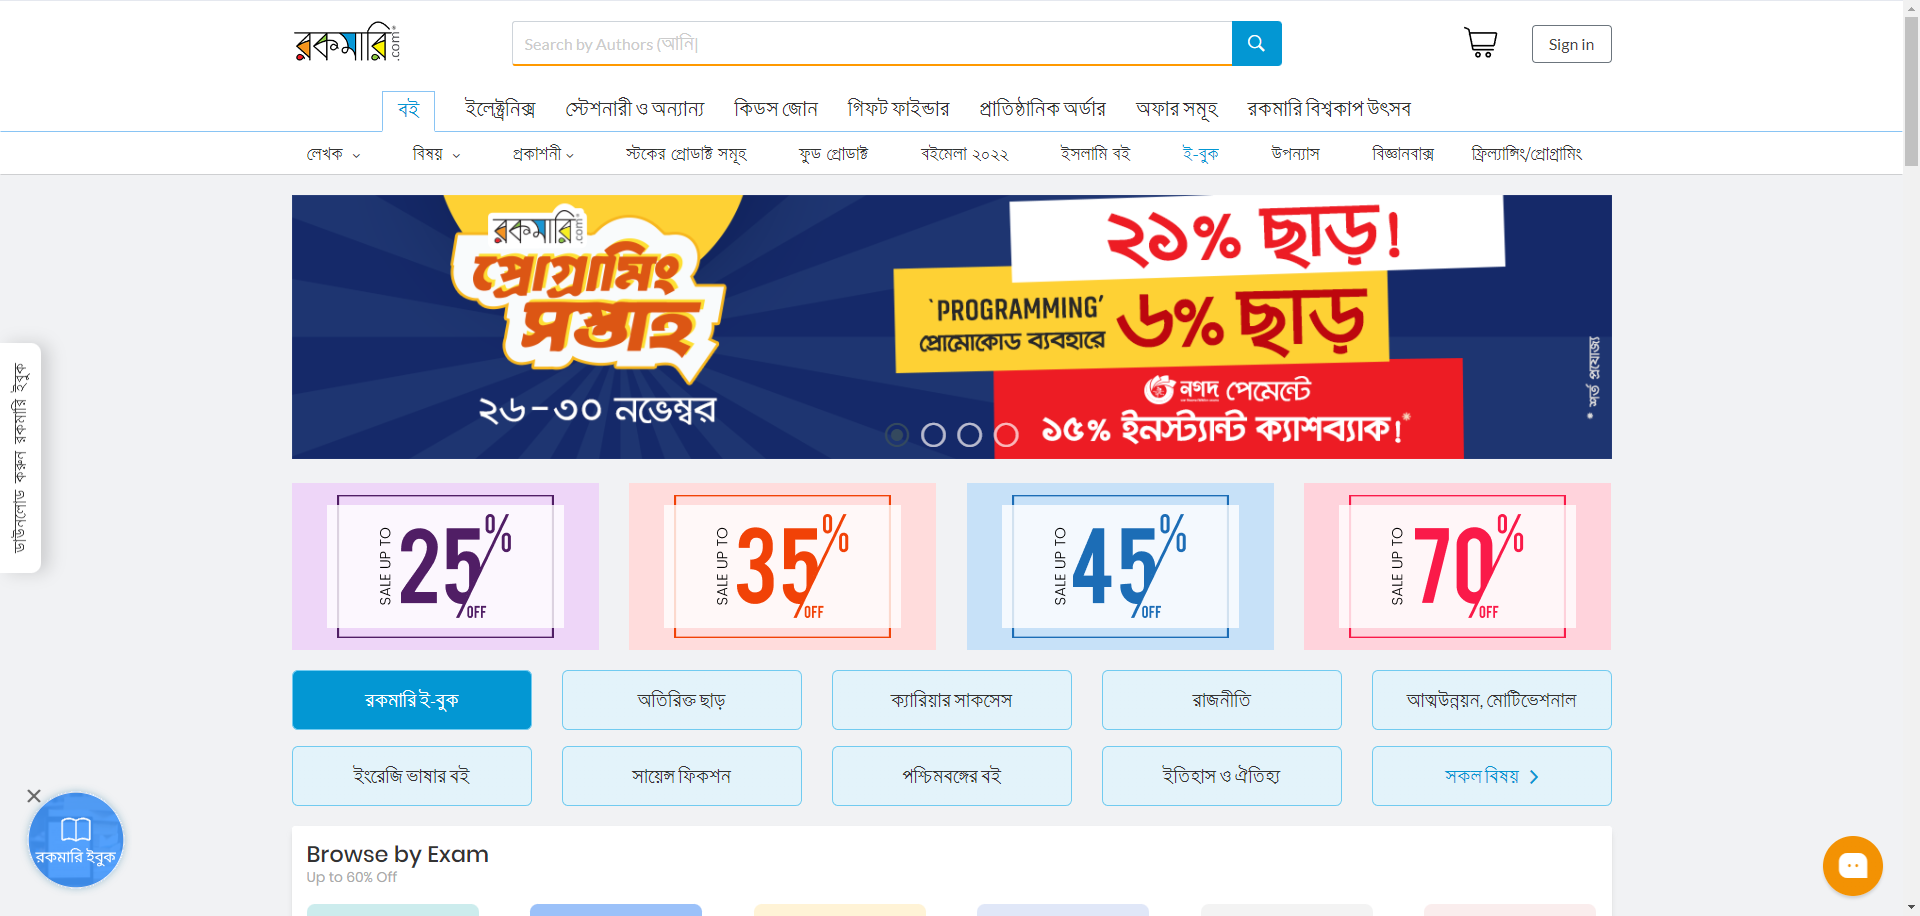 রকমারি.com
Search by Authors (আনি|
Sign in
বই ইলেক্ট্রনিক্স স্টেশনারী ও অন্যান্য কিডস জোন গিফট ফাইন্ডার প্রাতিষ্ঠানিক অর্ডার অফার সমূহ রকমারি বিশ্বকাপ উৎসব
লেখক বিষয় প্রকাশনী স্টকের প্রোডাক্ট সমূহ ফুড প্রোডাক্ট বইমেলা ২০২২ ইসলামি বই ই-বুক উপন্যাস বিজ্ঞানবাক্স ফ্রিল্যান্সিং/প্রোগ্রামিং
রকমারি.com
প্রোগ্রামিং
সপ্তাহ
২৬-৩০ নভেম্বর
২১% ছাড়!
‵PROGRAMMING′
প্রোমোকোড ব্যবহারে
৬% ছাড়
নগদ পেমেন্টে
১৫% ইনস্ট্যান্ট ক্যাশব্যাক!*
* শর্ত প্রযোজ্য
ডাউনলোড করুন রকমারি ইবুক
SALE UP TO 25% OFF
SALE UP TO 35% OFF
SALE UP TO 45% OFF
SALE UP TO 70% OFF
রকমারি ই-বুক অতিরিক্ত ছাড় ক্যারিয়ার সাকসেস রাজনীতি আত্মউন্নয়ন, মোটিভেশনাল
ইংরেজি ভাষার বই সায়েন্স ফিকশন পশ্চিমবঙ্গের বই ইতিহাস ও ঐতিহ্য সকল বিষয়
রকমারি ইবুক
Browse by Exam
Up to 60% Off